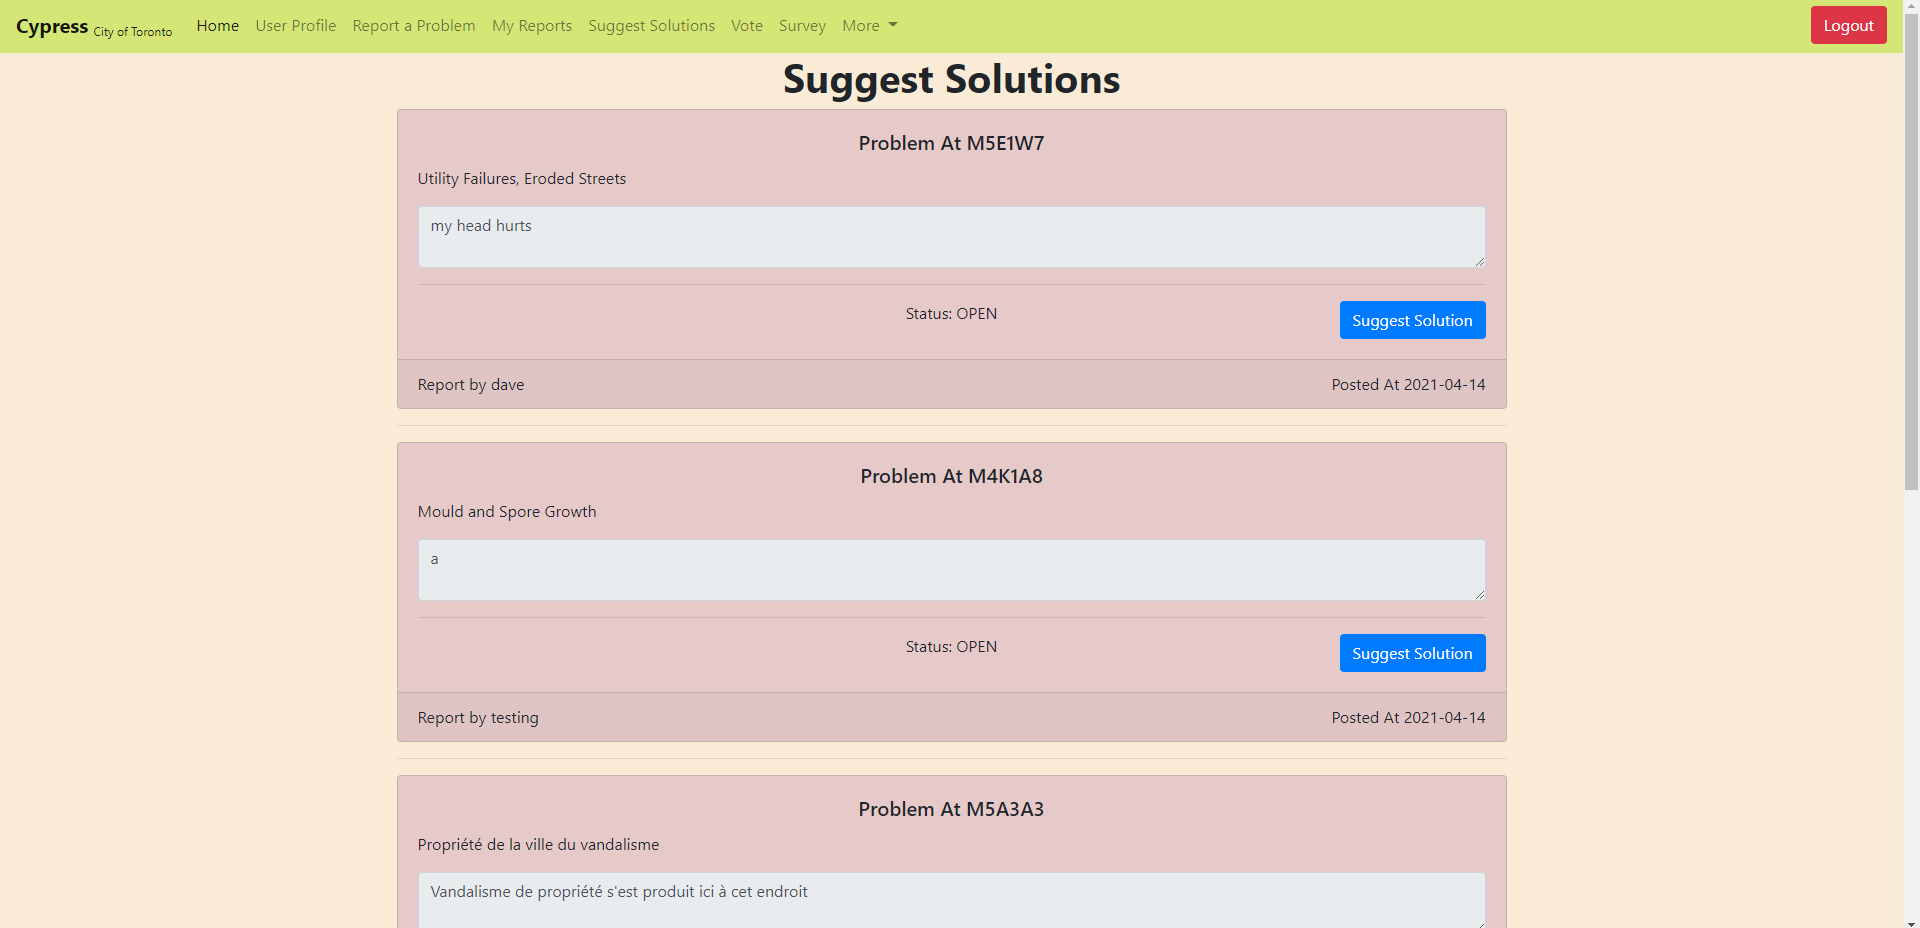 Cypress City of Toronto Home User Profile Report a Problem My Reports Suggest Solutions Vote Survey More Logout
Suggest Solutions
Problem At M5E1W7
Utility Failures, Eroded Streets
my head hurts
Status: OPEN Suggest Solution
Report by dave Posted At 2021-04-14
Problem At M4K1A8
Mould and Spore Growth
a
Status: OPEN Suggest Solution
Report by testing Posted At 2021-04-14
Problem At M5A3A3
Propriété de la ville du vandalisme
Vandalisme de propriété s'est produit ici à cet endroit